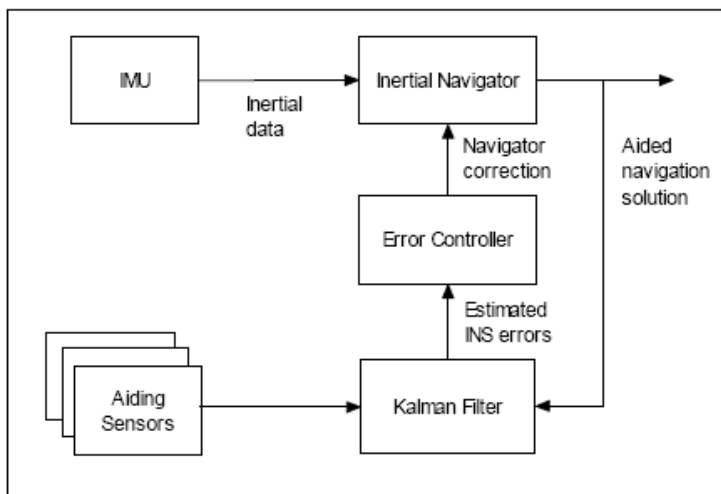 IMU
Inertial Navigator
Inertial
data
Navigator
correction
Aided
navigation
solution
Error Controller
Estimated
INS errors
Aiding
Sensors
Kalman Filter